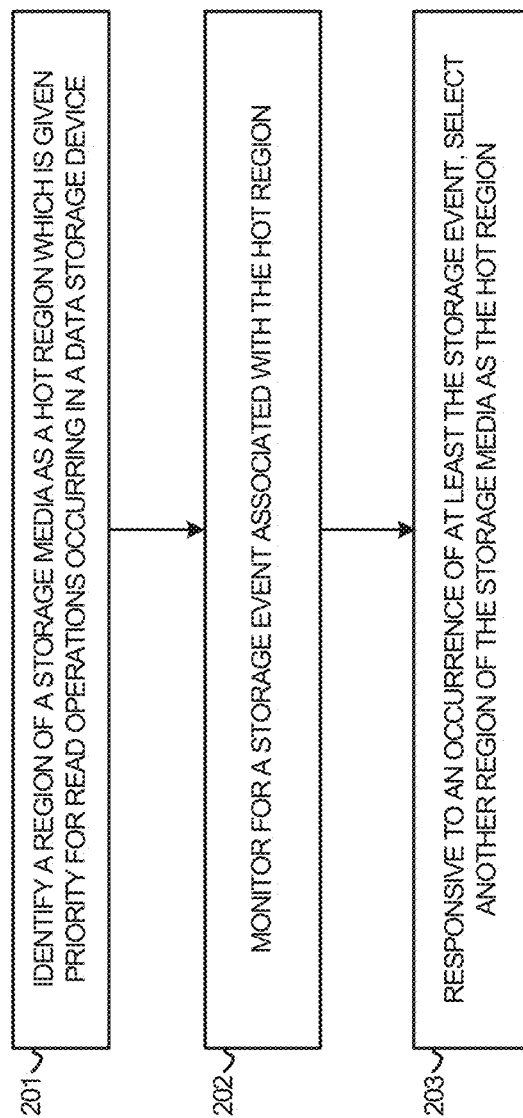 201
IDENTIFY A REGION OF A STORAGE MEDIA AS A HOT REGION WHICH IS GIVEN
PRIORITY FOR READ OPERATIONS OCCURRING IN A DATA STORAGE DEVICE
202
MONITOR FOR A STORAGE EVENT ASSOCIATED WITH THE HOT REGION
203
RESPONSIVE TO AN OCCURRENCE OF AT LEAST THE STORAGE EVENT, SELECT
ANOTHER REGION OF THE STORAGE MEDIA AS THE HOT REGION